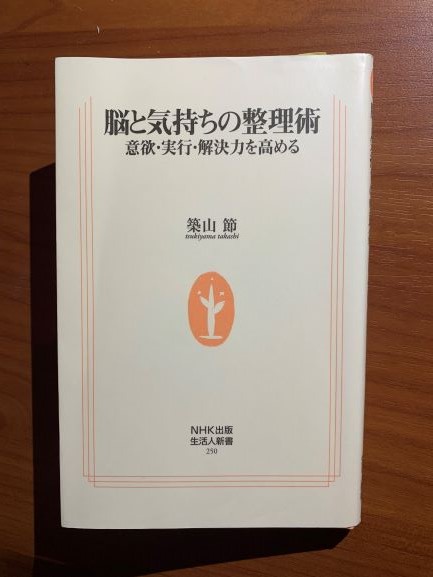 脳と気持ちの整理術
意欲・実行・解決力を高める
築山 節
tsukiyama takashi
NHK出版
生活人新書
250